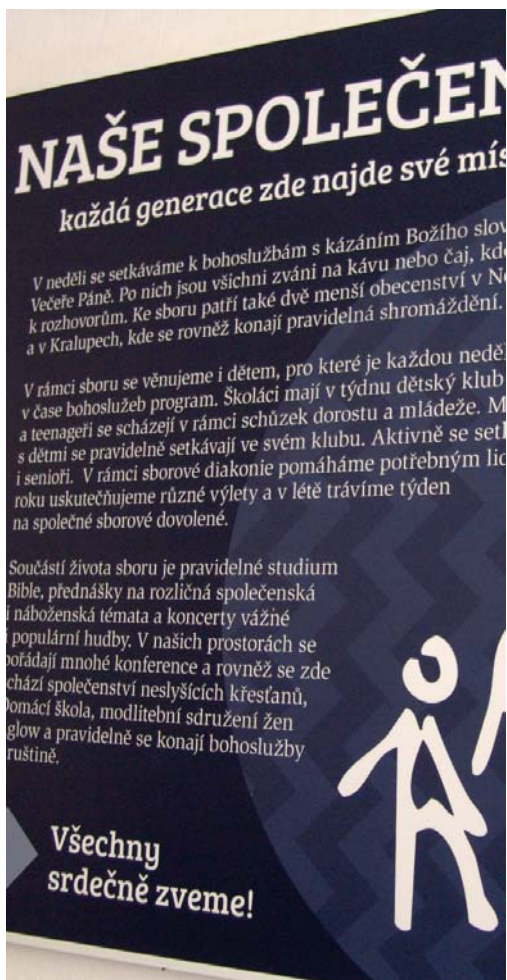 NAŠE SPOLEČEN
každá generace zde najde své mís
V neděli se setkáváme k bohoslužbám s kázáním Božího slov
Večeře Páně. Po nich jsou všichni zváni na kávu nebo čaj, kde
k rozhovorům. Ke sboru patří také dvě menší obecenství v Ne
a v Kralupech, kde se rovněž konají pravidelná shromáždění.
V rámci sboru se věnujeme i dětem, pro které je každou neděl
v čase bohoslužeb program. Školáci mají v týdnu dětský klub
a teenageři se scházejí v rámci schůzek dorostu a mládeže. M
s dětmi se pravidelně setkávají ve svém klubu. Aktivně se setk
i senioři. V rámci sborové diakonie pomáháme potřebným lid
roku uskutečňujeme různé výlety a v létě trávíme týden
na společné sborové dovolené.
Součástí života sboru je pravidelné studium
Bible, přednášky na rozličná společenská
i náboženská témata a koncerty vážné
i populární hudby. V našich prostorách se
pořádají mnohé konference a rovněž se zde
chází společenství neslyšících křesťanů,
Domácí škola, modlitební sdružení žen
glow a pravidelně se konají bohoslužby
ruštině.
Všechny
srdečně zveme!